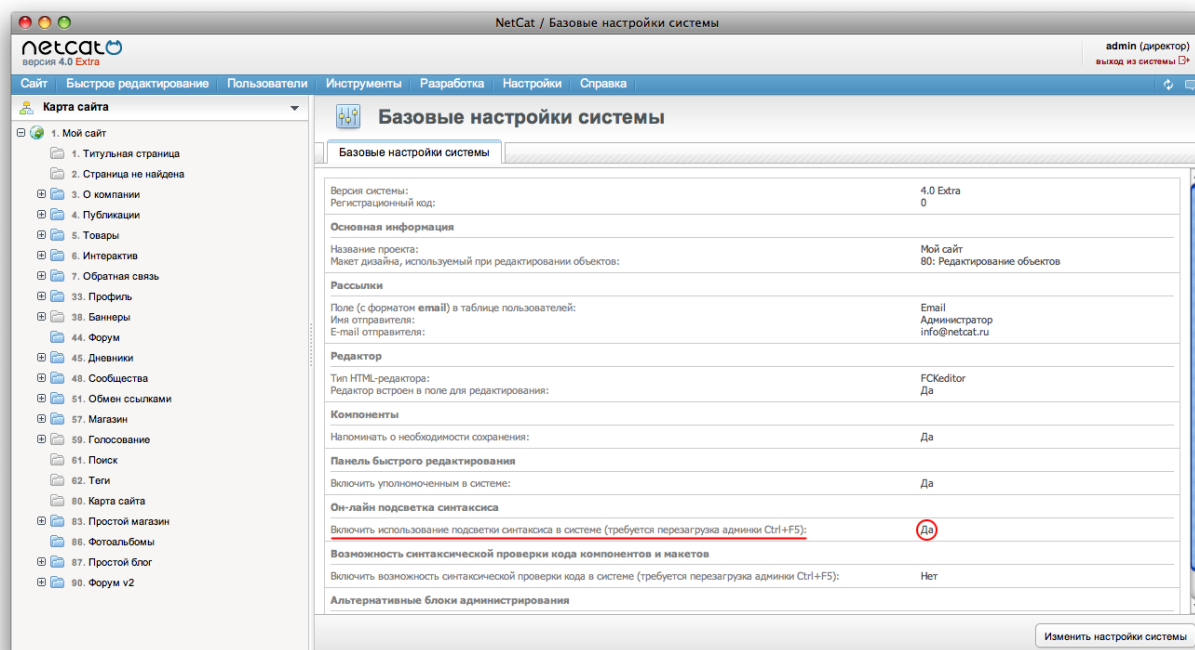 NetCat / Базовые настройки системы
netcat
версия 4.0 Extra
admin (директор)
выход из системы
Сайт Быстрое редактирование Пользователи Инструменты Разработка Настройки Справка
Карта сайта
1. Мой сайт
1. Титульная страница
2. Страница не найдена
3. О компании
4. Публикации
5. Товары
6. Интерактив
7. Обратная связь
33. Профиль
38. Баннеры
44. Форум
45. Дневники
48. Сообщества
51. Обмен ссылками
57. Магазин
59. Голосование
61. Поиск
62. Теги
80. Карта сайта
83. Простой магазин
86. Фотоальбомы
87. Простой блог
90. Форум v2
Базовые настройки системы
Базовые настройки системы
Версия системы: 4.0 Extra
Регистрационный код: 0
Основная информация
Название проекта: Мой сайт
Макет дизайна, используемый при редактировании объектов: 80: Редактирование объектов
Рассылки
Поле (с форматом email) в таблице пользователей: Email
Имя отправителя: Администратор
E-mail отправителя: info@netcat.ru
Редактор
Тип HTML-редактора: FCKeditor
Редактор встроен в поле для редактирования: Да
Компоненты
Напоминать о необходимости сохранения: Да
Панель быстрого редактирования
Включить уполномоченным в системе: Да
Он-лайн подсветка синтаксиса
Включить использование подсветки синтаксиса в системе (требуется перезагрузка админки Ctrl+F5): Да
Возможность синтаксической проверки кода компонентов и макетов
Включить возможность синтаксической проверки кода в системе (требуется перезагрузка админки Ctrl+F5): Нет
Альтернативные блоки администрирования
Изменить настройки системы